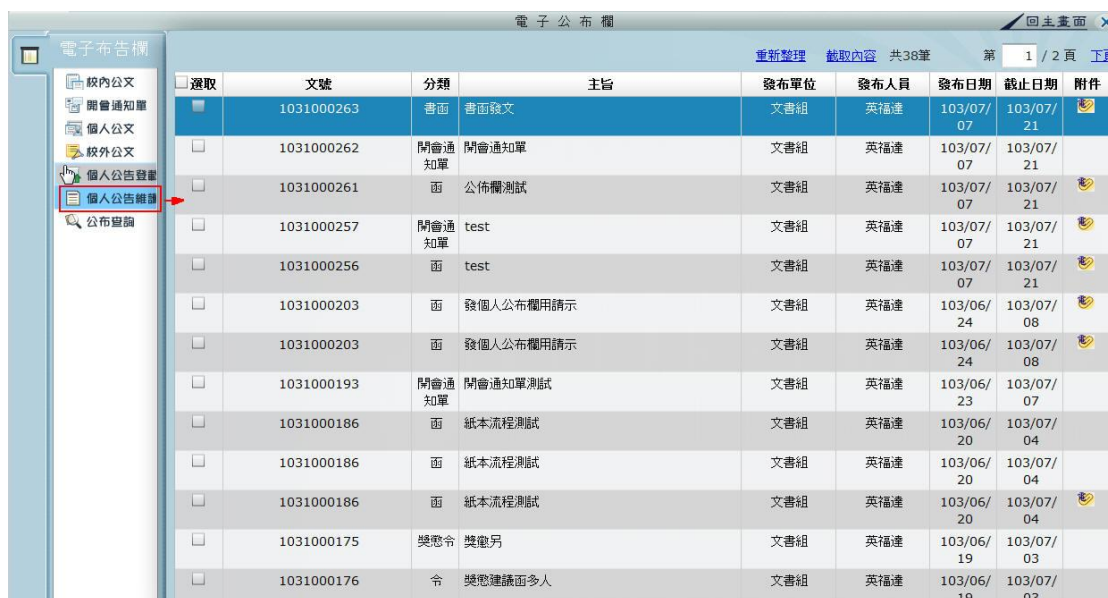 電子公布欄
回主畫面
電子布告欄
校內公文
開會通知單
個人公文
校外公文
個人公告登載
個人公告維護
公布查詢
重新整理 截取內容 共38筆 第 1 / 2 頁 下頁
選取 文號 分類 主旨 發布單位 發布人員 發布日期 截止日期 附件
1031000263 書函 書函發文 文書組 英福達 103/07/07 103/07/21
1031000262 開會通知單 開會通知單 文書組 英福達 103/07/07 103/07/21
1031000261 函 公佈欄測試 文書組 英福達 103/07/07 103/07/21
1031000257 開會通知單 test 文書組 英福達 103/07/07 103/07/21
1031000256 函 test 文書組 英福達 103/07/07 103/07/21
1031000203 函 發個人公布欄用請示 文書組 英福達 103/06/24 103/07/08
1031000203 函 發個人公布欄用請示 文書組 英福達 103/06/24 103/07/08
1031000193 開會通知單 開會通知單測試 文書組 英福達 103/06/23 103/07/07
1031000186 函 紙本流程測試 文書組 英福達 103/06/20 103/07/04
1031000186 函 紙本流程測試 文書組 英福達 103/06/20 103/07/04
1031000186 函 紙本流程測試 文書組 英福達 103/06/20 103/07/04
1031000175 獎懲令 獎懲另 文書組 英福達 103/06/19 103/07/03
1031000176 令 獎懲建議函多人 文書組 英福達 103/06/19 103/07/03